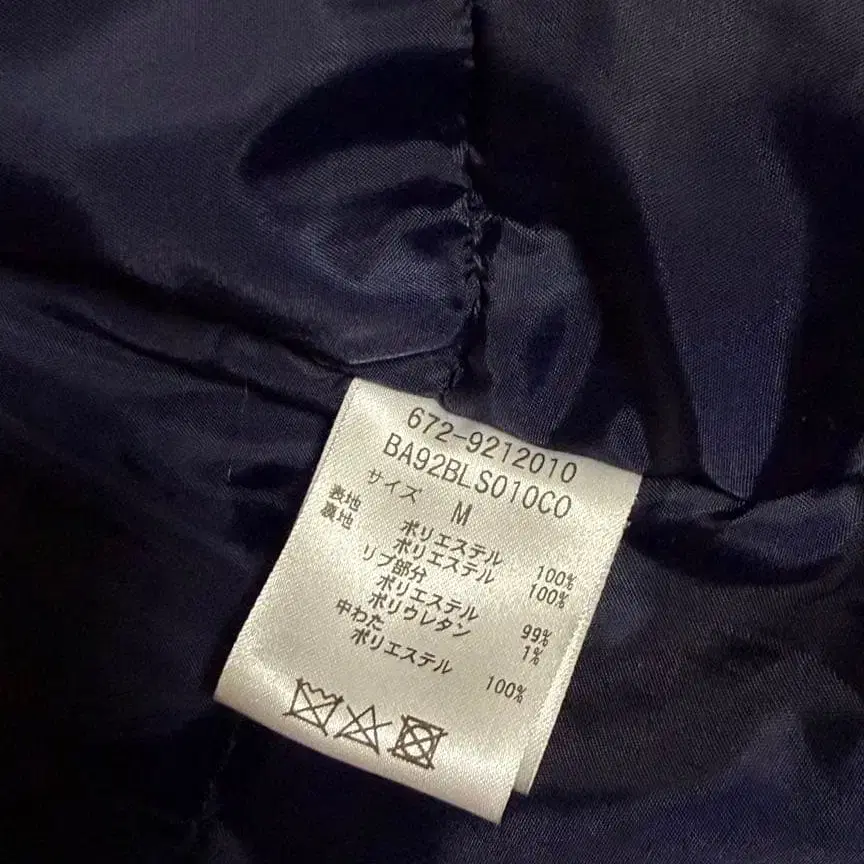 672-9212010
BA92BLS010CO
サイズ M
表地 ポリエステル 100%
裏地 ポリエステル 100%
リブ部分
ポリエステル 99%
ポリウレタン 1%
中わた
ポリエステル 100%